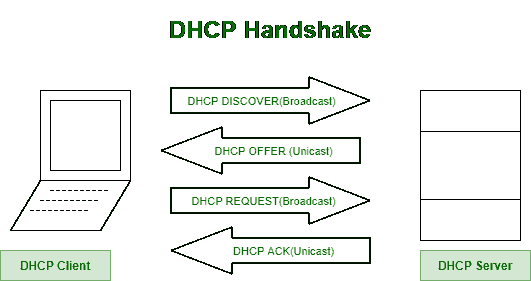 DHCP Handshake
DHCP DISCOVER(Broadcast)
DHCP OFFER (Unicast)
DHCP REQUEST(Broadcast)
DHCP ACK(Unicast)
DHCP Client
DHCP Server